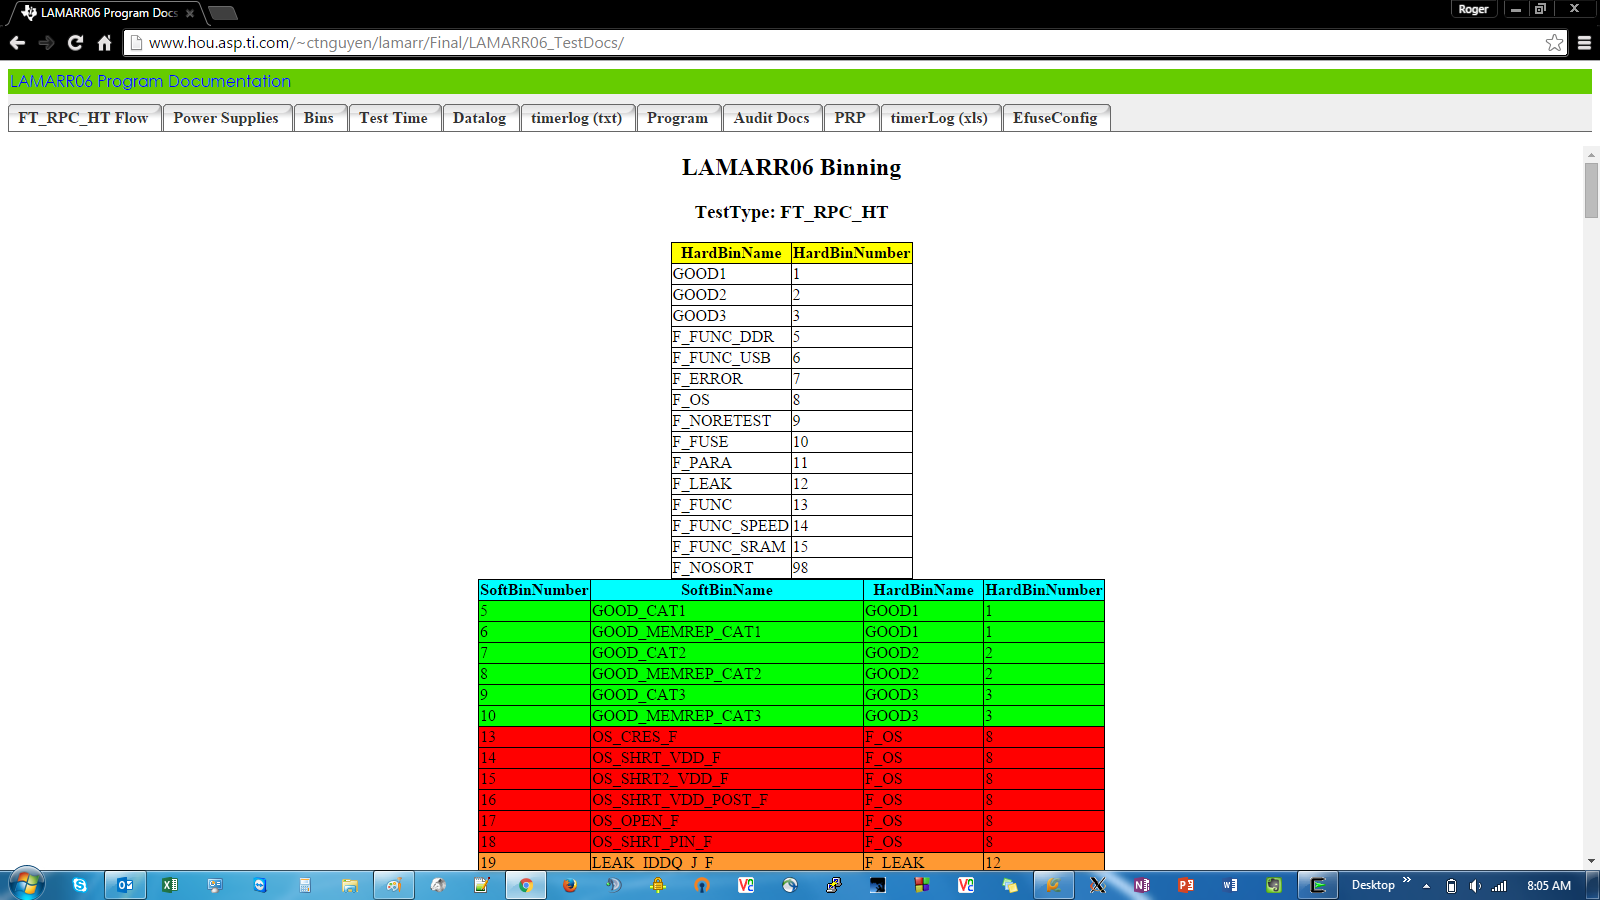 LAMARR06 Program Docs
Roger
www.hou.asp.ti.com/~ctnguyen/lamarr/Final/LAMARR06_TestDocs/
LAMARR06 Program Documentation
FT_RPC_HT Flow Power Supplies Bins Test Time Datalog timerlog (txt) Program Audit Docs PRP timerLog (xls) EfuseConfig
LAMARR06 Binning
TestType: FT_RPC_HT
HardBinName HardBinNumber
GOOD1 1
GOOD2 2
GOOD3 3
F_FUNC_DDR 5
F_FUNC_USB 6
F_ERROR 7
F_OS 8
F_NORETEST 9
F_FUSE 10
F_PARA 11
F_LEAK 12
F_FUNC 13
F_FUNC_SPEED 14
F_FUNC_SRAM 15
F_NOSORT 98
SoftBinNumber SoftBinName HardBinName HardBinNumber
5 GOOD_CAT1 GOOD1 1
6 GOOD_MEMREP_CAT1 GOOD1 1
7 GOOD_CAT2 GOOD2 2
8 GOOD_MEMREP_CAT2 GOOD2 2
9 GOOD_CAT3 GOOD3 3
10 GOOD_MEMREP_CAT3 GOOD3 3
13 OS_CRES_F F_OS 8
14 OS_SHRT_VDD_F F_OS 8
15 OS_SHRT2_VDD_F F_OS 8
16 OS_SHRT_VDD_POST_F F_OS 8
17 OS_OPEN_F F_OS 8
18 OS_SHRT_PIN_F F_OS 8
19 LEAK_IDDQ_J_F F_LEAK 12
Desktop 8:05 AM